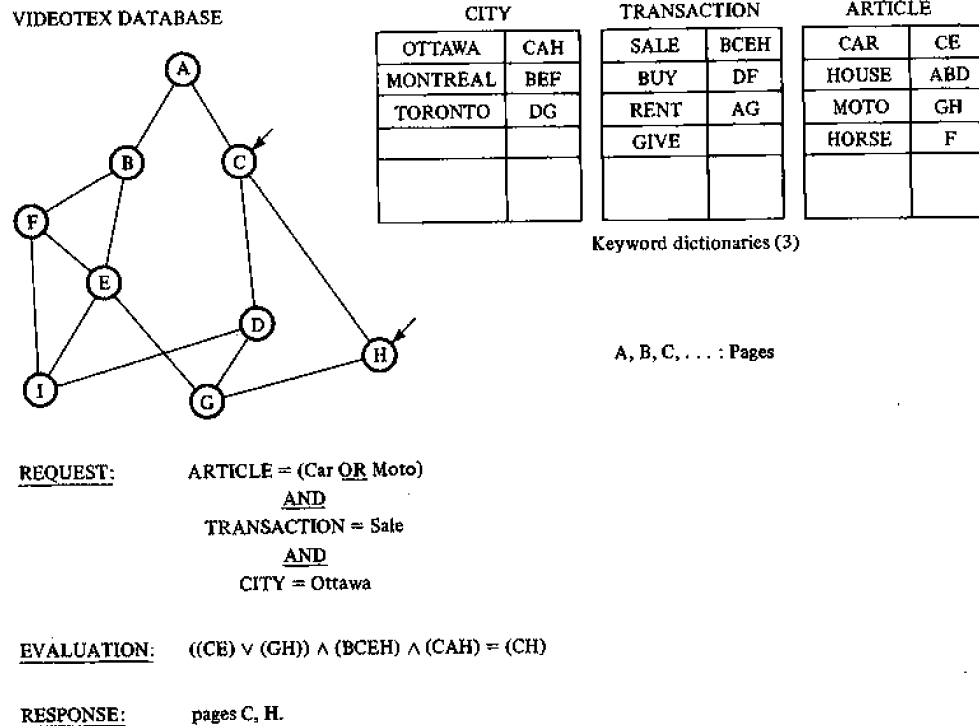 VIDEOTEX DATABASE
A
B
C
F
E
D
H
I
G
CITY
OTTAWA CAH
MONTREAL BEF
TORONTO DG
TRANSACTION
SALE BCEH
BUY DF
RENT AG
GIVE
ARTICLE
CAR CE
HOUSE ABD
MOTO GH
HORSE F
Keyword dictionaries (3)
A, B, C, . . . : Pages
REQUEST: ARTICLE = (Car OR Moto)
AND
TRANSACTION = Sale
AND
CITY = Ottawa
EVALUATION: ((CE) ∨ (GH)) ∧ (BCEH) ∧ (CAH) = (CH)
RESPONSE: pages C, H.